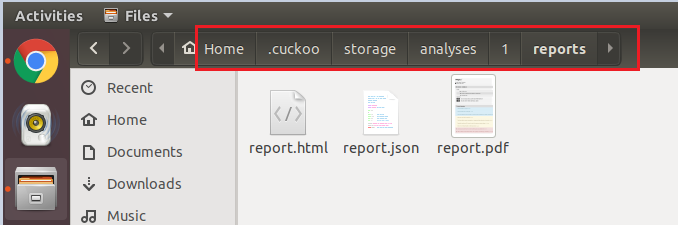 Activities Files
Home .cuckoo storage analyses 1 reports
Recent
Home
Documents
Downloads
Music
report.html report.json report.pdf